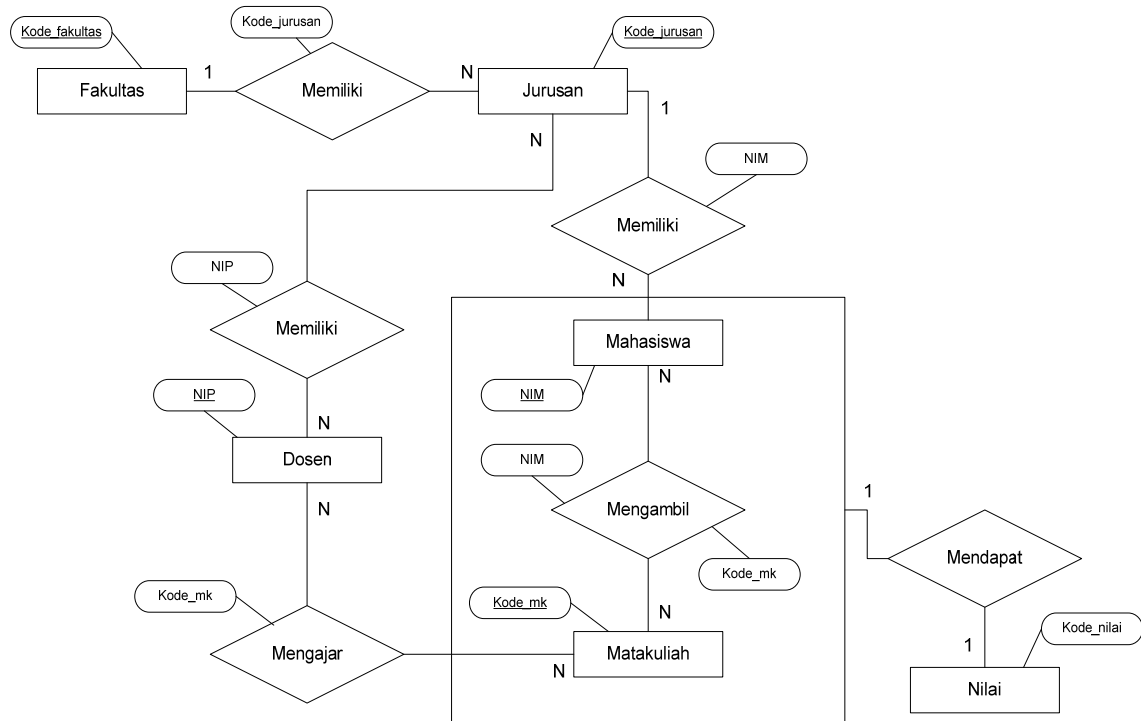 Kode_fakultas
Kode_jurusan
Kode_jurusan
Fakultas
1
Memiliki
N
Jurusan
1
N
NIM
Memiliki
N
NIP
Memiliki
Mahasiswa
N
NIM
NIP
N
Dosen
N
NIM
Mengambil
Kode_mk
1
Mendapat
Kode_mk
Kode_mk
N
Mengajar
N
Matakuliah
Kode_nilai
1
Nilai